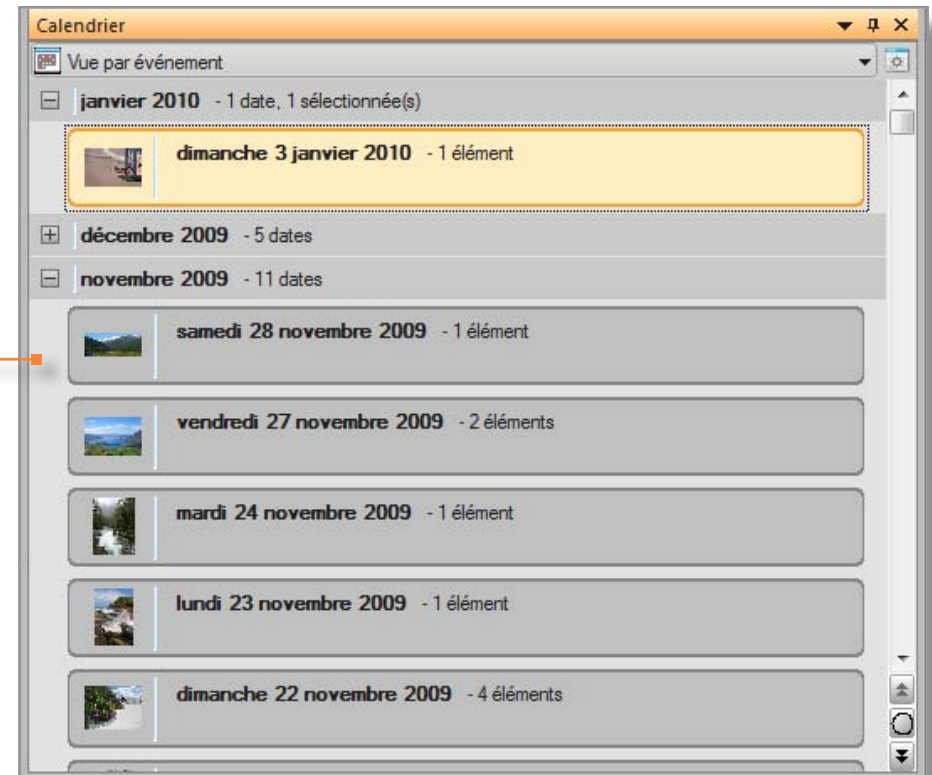 Calendrier
Vue par événement
janvier 2010 - 1 date, 1 sélectionnée(s)
dimanche 3 janvier 2010 - 1 élément
décembre 2009 - 5 dates
novembre 2009 - 11 dates
samedi 28 novembre 2009 - 1 élément
vendredi 27 novembre 2009 - 2 éléments
mardi 24 novembre 2009 - 1 élément
lundi 23 novembre 2009 - 1 élément
dimanche 22 novembre 2009 - 4 éléments